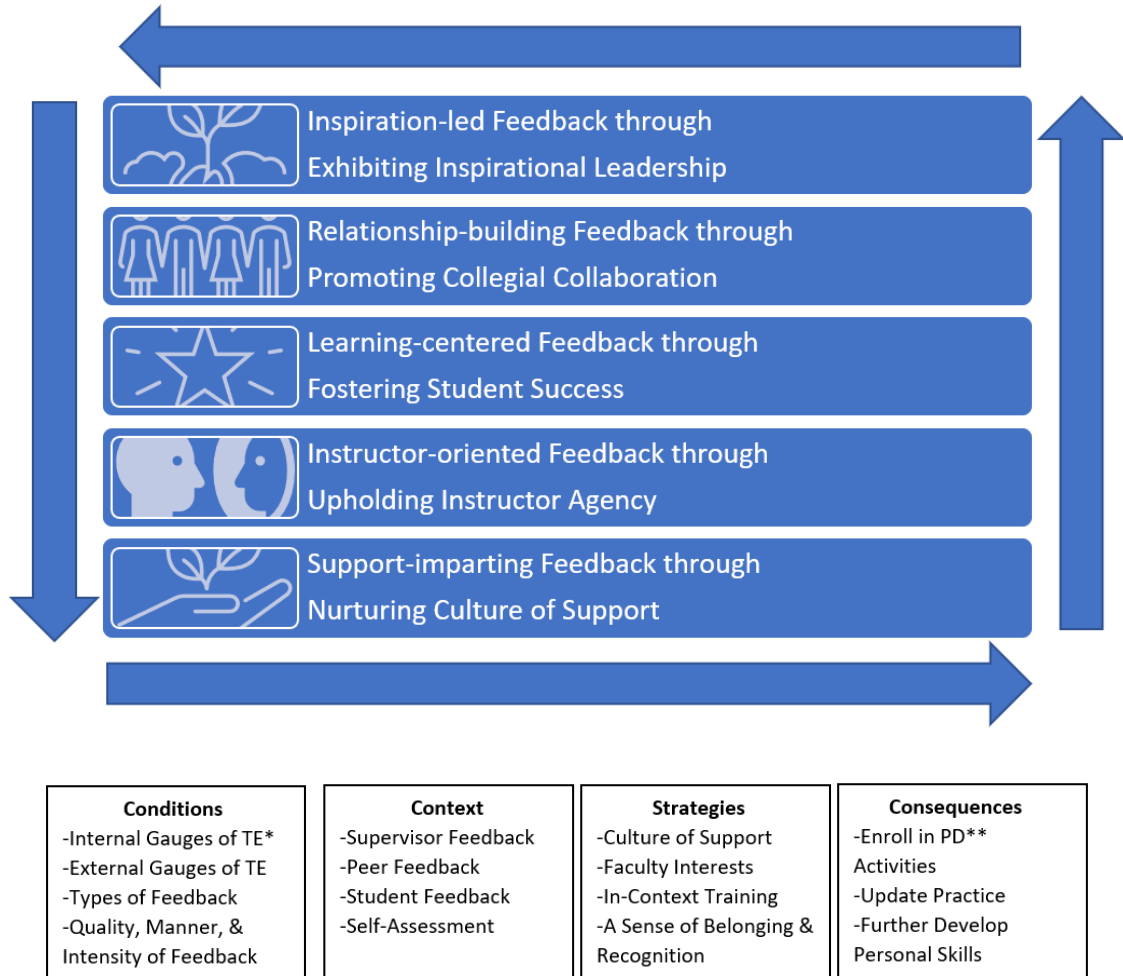 Inspiration-led Feedback through
Exhibiting Inspirational Leadership
Relationship-building Feedback through
Promoting Collegial Collaboration
Learning-centered Feedback through
Fostering Student Success
Instructor-oriented Feedback through
Upholding Instructor Agency
Support-imparting Feedback through
Nurturing Culture of Support
Conditions
-Internal Gauges of TE*
-External Gauges of TE
-Types of Feedback
-Quality, Manner, &
Intensity of Feedback
Context
-Supervisor Feedback
-Peer Feedback
-Student Feedback
-Self-Assessment
Strategies
-Culture of Support
-Faculty Interests
-In-Context Training
-A Sense of Belonging &
Recognition
Consequences
-Enroll in PD**
Activities
-Update Practice
-Further Develop
Personal Skills